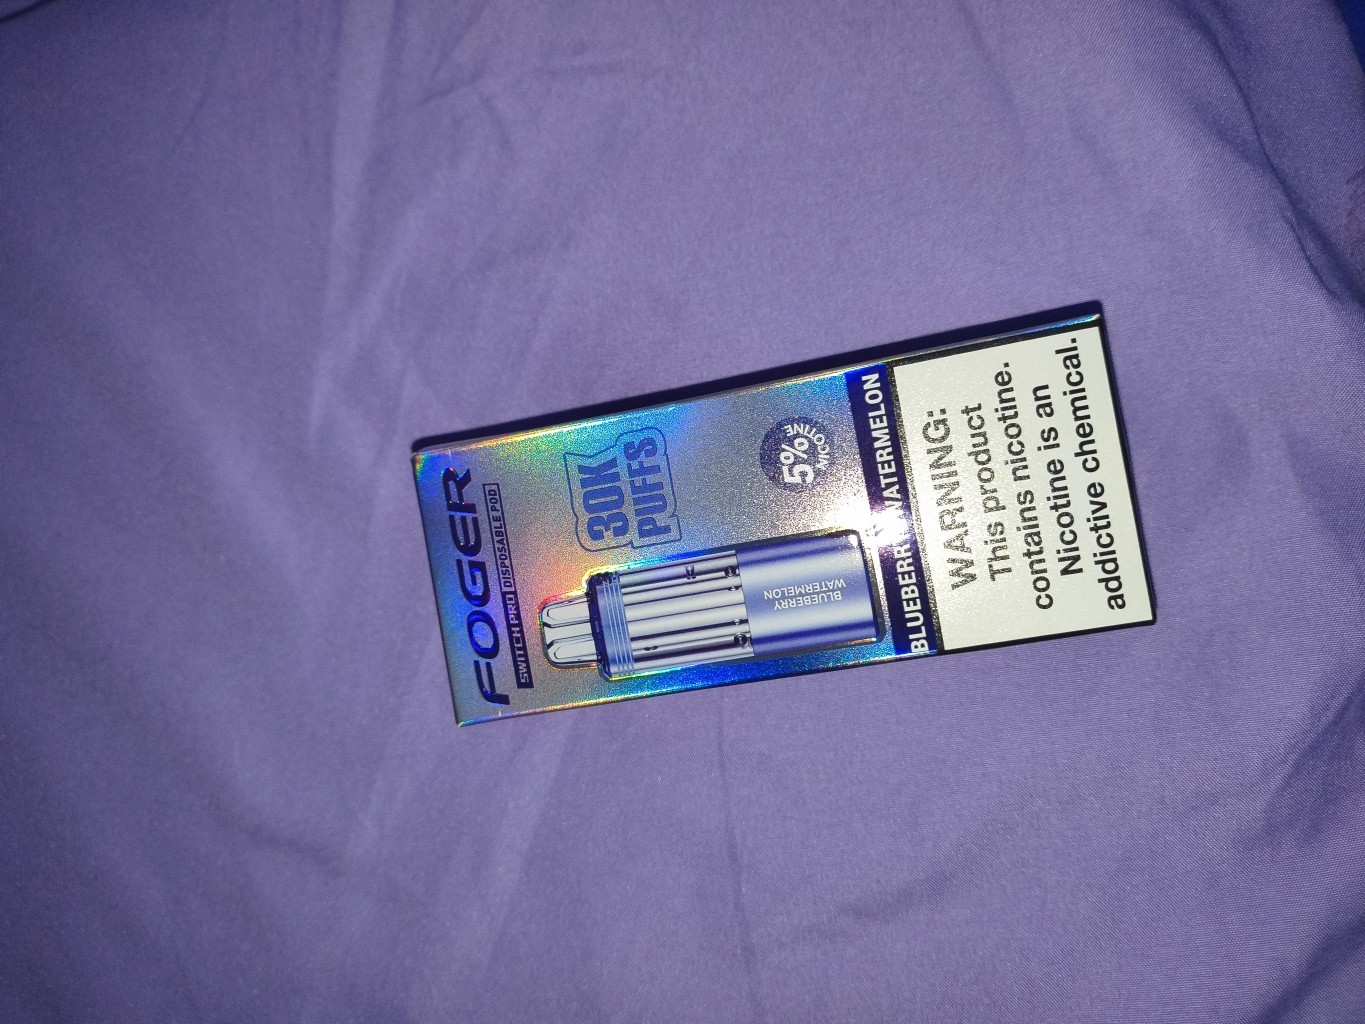 FOGER
SWITCH PRO DISPOSABLE POD
30K
PUFFS
5%
NICOTINE
BLUEBERRY
WATERMELON
BLUEBERRY WATERMELON
WARNING:
This product
contains nicotine.
Nicotine is an
addictive chemical.